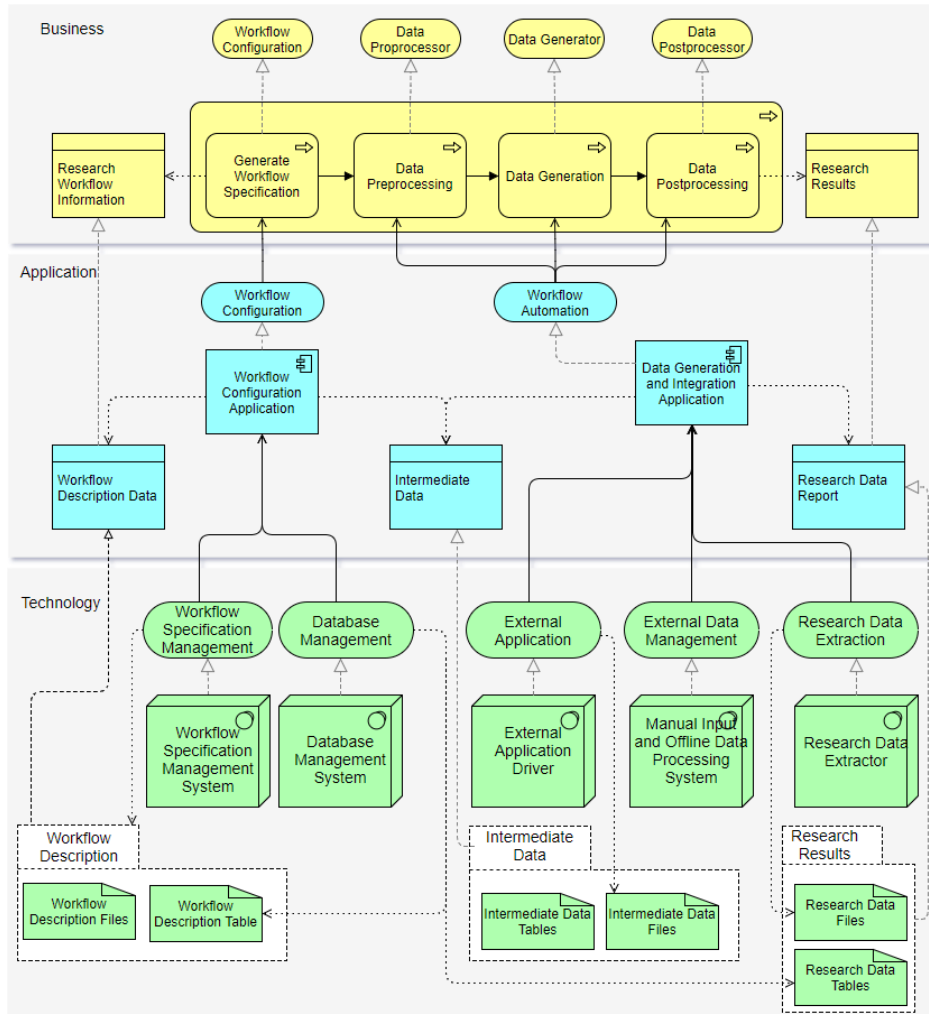 Business
Workflow
Configuration
Data
Proprocessor
Data Generator
Data
Postprocessor
Research
Workflow
Information
Generate
Workflow
Specification
Data
Preprocessing
Data Generation
Data
Postprocessing
Research
Results
Application
Workflow
Configuration
Workflow
Automation
Workflow
Configuration
Application
Data Generation
and Integration
Application
Workflow
Description Data
Intermediate
Data
Research Data
Report
Technology
Workflow
Specification
Management
Database
Management
External
Application
External Data
Management
Research Data
Extraction
Workflow
Specification
Management
System
Database
Management
System
External
Application
Driver
Manual Input
and Offline Data
Processing
System
Research Data
Extractor
Workflow
Description
Intermediate
Data
Research
Results
Workflow
Description Files
Workflow
Description Table
Intermediate Data
Tables
Intermediate Data
Files
Research Data
Files
Research Data
Tables